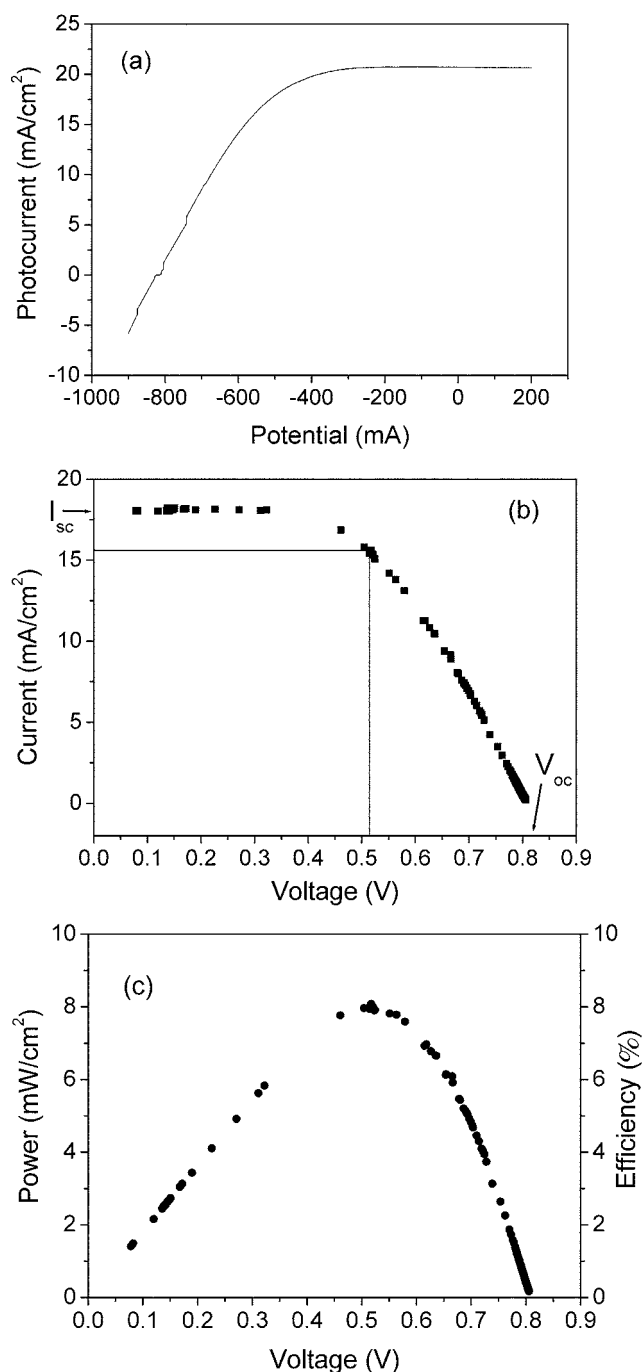 25
20
15
10
5
0
-5
-10
(a)
Photocurrent (mA/cm²)
-1000 -800 -600 -400 -200 0 200
Potential (mA)
20
15
10
5
0
I_sc
(b)
V_oc
Current (mA/cm²)
0.0 0.1 0.2 0.3 0.4 0.5 0.6 0.7 0.8 0.9
Voltage (V)
10
8
6
4
2
0
(c)
Power (mW/cm²)
10
8
6
4
2
0
Efficiency (%)
0.0 0.1 0.2 0.3 0.4 0.5 0.6 0.7 0.8 0.9
Voltage (V)